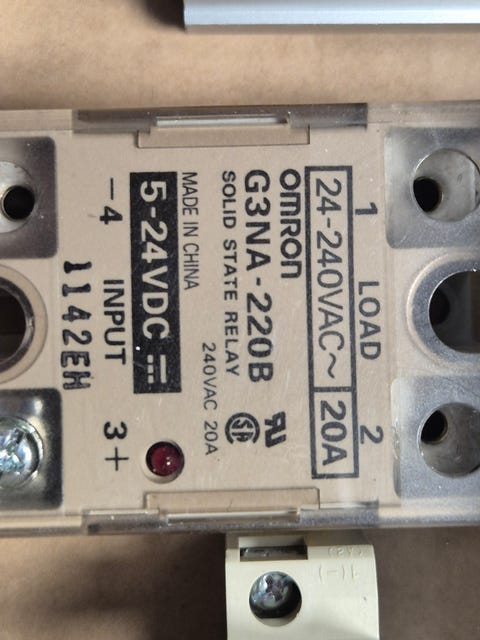 1 LOAD 2
24-240VAC~ 20A
OMRON
G3NA-220B
SOLID STATE RELAY
240VAC 20A
MADE IN CHINA
5-24VDC
-4 INPUT 3+
1142EH
1(-)